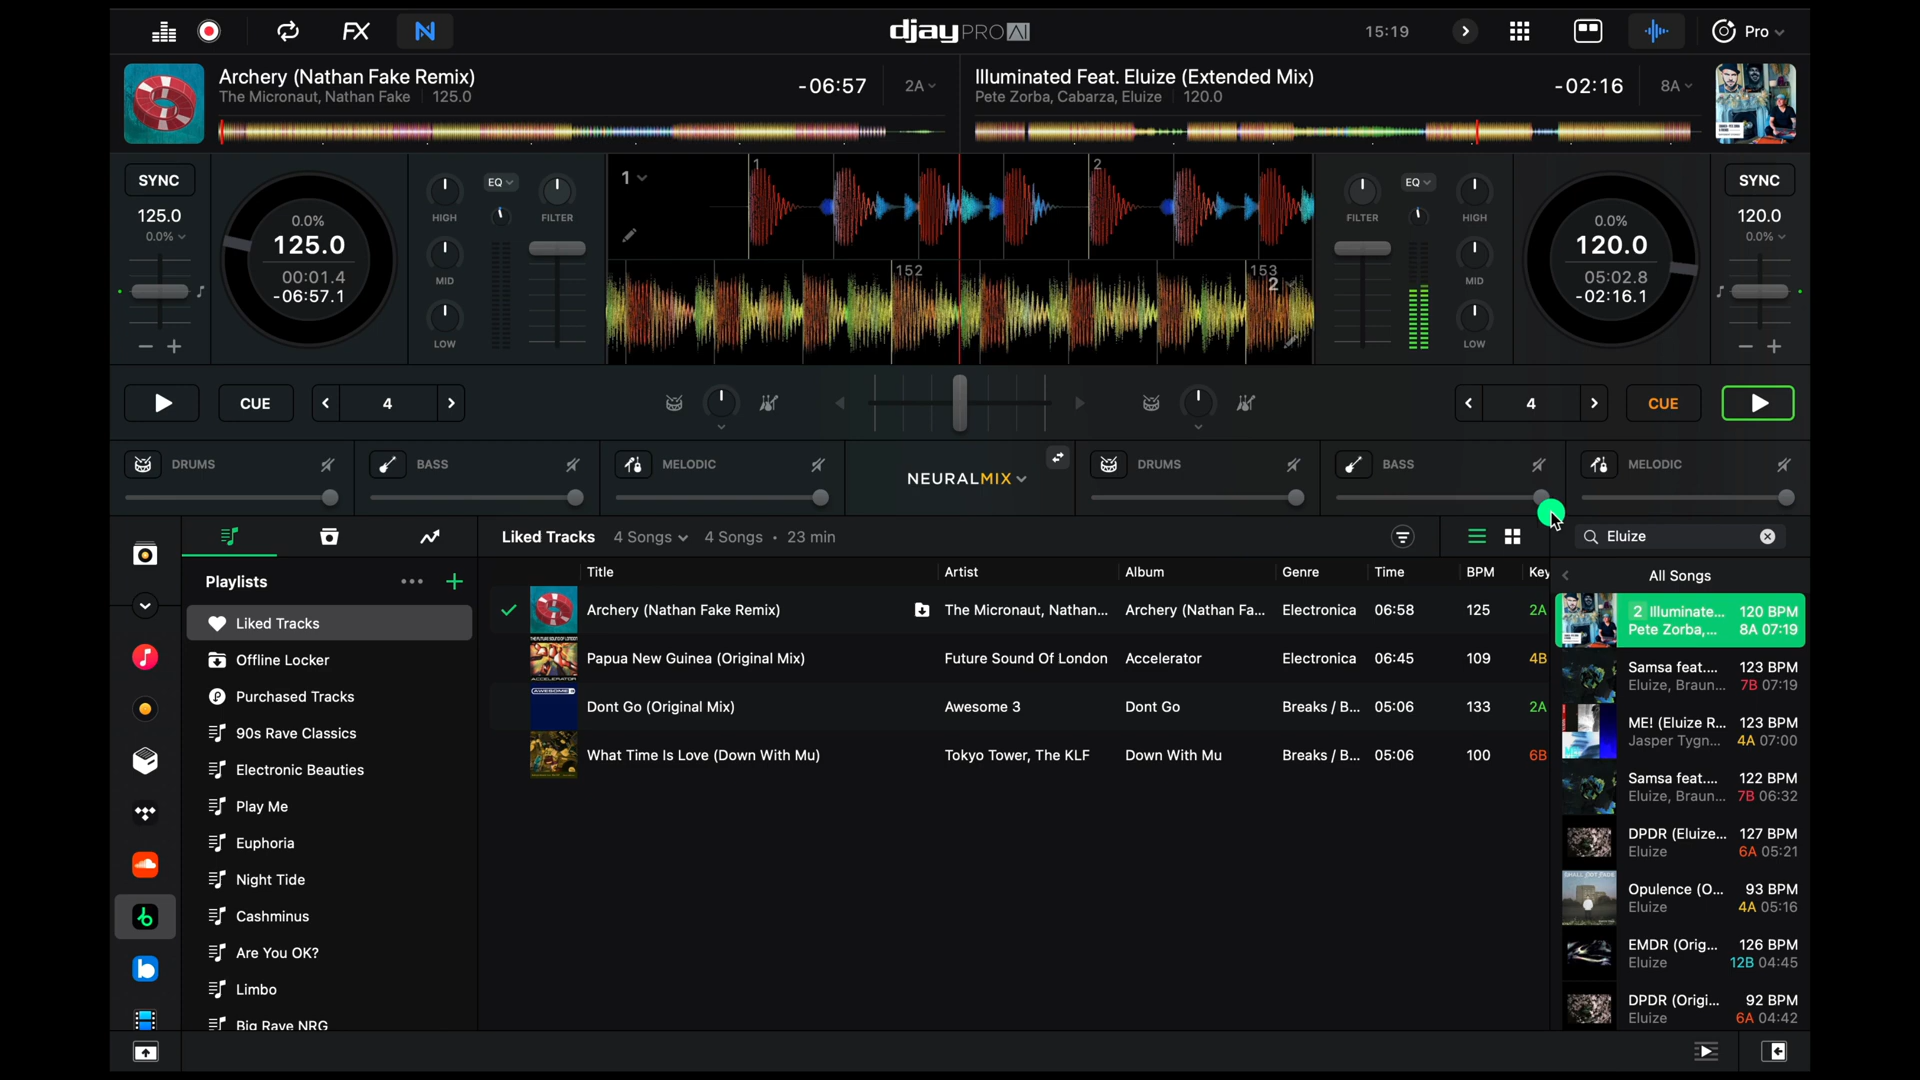 FX
N
djay PRO AI
15:19
Pro
Archery (Nathan Fake Remix)
The Micronaut, Nathan Fake
125.0
-06:57
2A
Illuminated Feat. Eluize (Extended Mix)
Pete Zorba, Cabarza, Eluize
120.0
-02:16
8A
SYNC
125.0
0.0%
0.0%
125.0
00:01.4
-06:57.1
HIGH
MID
LOW
EQ
FILTER
1
1
2
152
153
2
FILTER
EQ
HIGH
MID
LOW
0.0%
120.0
05:02.8
-02:16.1
SYNC
120.0
0.0%
CUE
4
4
CUE
DRUMS
BASS
MELODIC
NEURALMIX
DRUMS
BASS
MELODIC
Liked Tracks
4 Songs
4 Songs • 23 min
Eluize
Playlists
Liked Tracks
Offline Locker
Purchased Tracks
90s Rave Classics
Electronic Beauties
Play Me
Euphoria
Night Tide
Cashminus
Are You OK?
Limbo
Big Rave NRG
Title Artist Album Genre Time BPM Key
Archery (Nathan Fake Remix) The Micronaut, Nathan... Archery (Nathan Fa... Electronica 06:58 125 2A
Papua New Guinea (Original Mix) Future Sound Of London Accelerator Electronica 06:45 109 4B
Dont Go (Original Mix) Awesome 3 Dont Go Breaks / B... 05:06 133 2A
What Time Is Love (Down With Mu) Tokyo Tower, The KLF Down With Mu Breaks / B... 05:06 100 6B
All Songs
2 Illuminate... 120 BPM
Pete Zorba,... 8A 07:19
Samsa feat.... 123 BPM
Eluize, Braun... 7B 07:19
ME! (Eluize R... 123 BPM
Jasper Tygn... 4A 07:00
Samsa feat.... 122 BPM
Eluize, Braun... 7B 06:32
DPDR (Eluize... 127 BPM
Eluize 6A 05:21
Opulence (O... 93 BPM
Eluize 4A 05:16
EMDR (Orig... 126 BPM
Eluize 12B 04:45
DPDR (Origi... 92 BPM
Eluize 6A 04:42